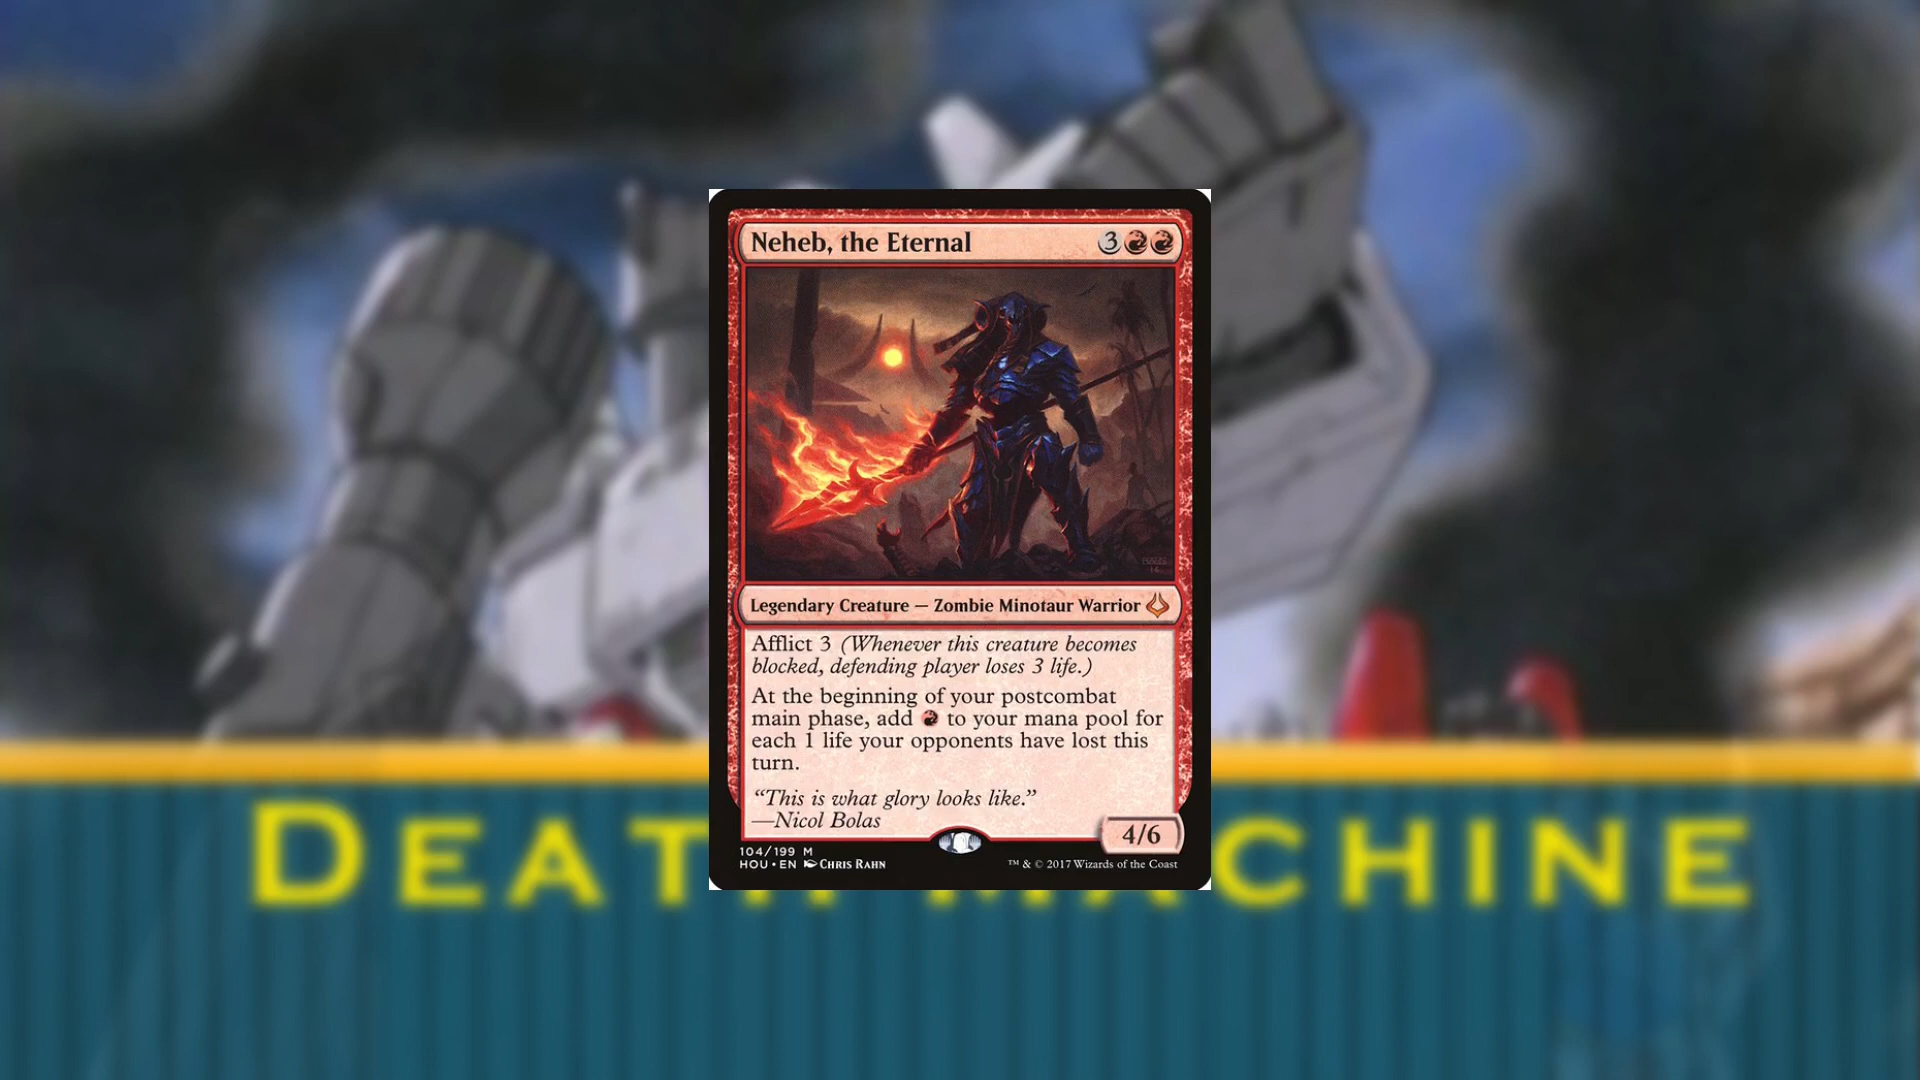 Neheb, the Eternal 3
Legendary Creature — Zombie Minotaur Warrior
Afflict 3 (Whenever this creature becomes
blocked, defending player loses 3 life.)
At the beginning of your postcombat
main phase, add to your mana pool for
each 1 life your opponents have lost this
turn.
“This is what glory looks like.”
—Nicol Bolas
4/6
104/199 M
HOU • EN Chris Rahn
™ & © 2017 Wizards of the Coast
DEATH MACHINE